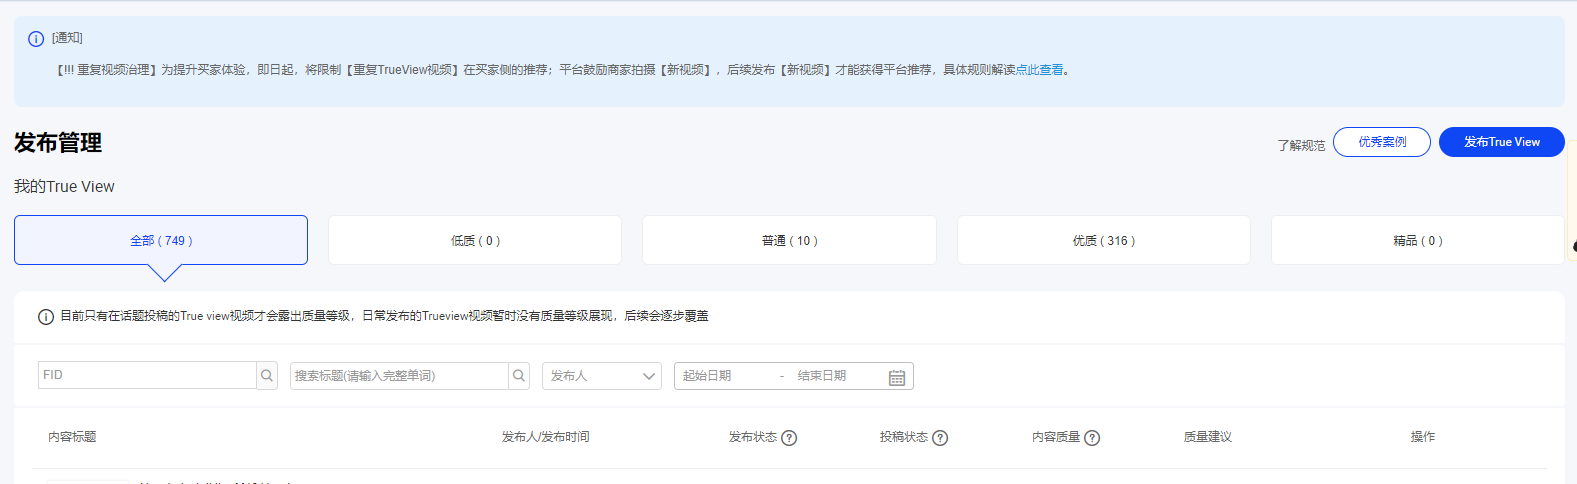 [通知]
【!!! 重复视频治理】为提升买家体验，即日起，将限制【重复TrueView视频】在买家侧的推荐；平台鼓励商家拍摄【新视频】，后续发布【新视频】才能获得平台推荐，具体规则解读点此查看。
发布管理
了解规范
优秀案例
发布True View
我的True View
全部 ( 749 )
低质 ( 0 )
普通 ( 10 )
优质 ( 316 )
精品 ( 0 )
目前只有在话题投稿的True view视频才会露出质量等级，日常发布的Trueview视频暂时没有质量等级展现，后续会逐步覆盖
FID
搜索标题(请输入完整单词)
发布人
起始日期 - 结束日期
内容标题
发布人/发布时间
发布状态
投稿状态
内容质量
质量建议
操作